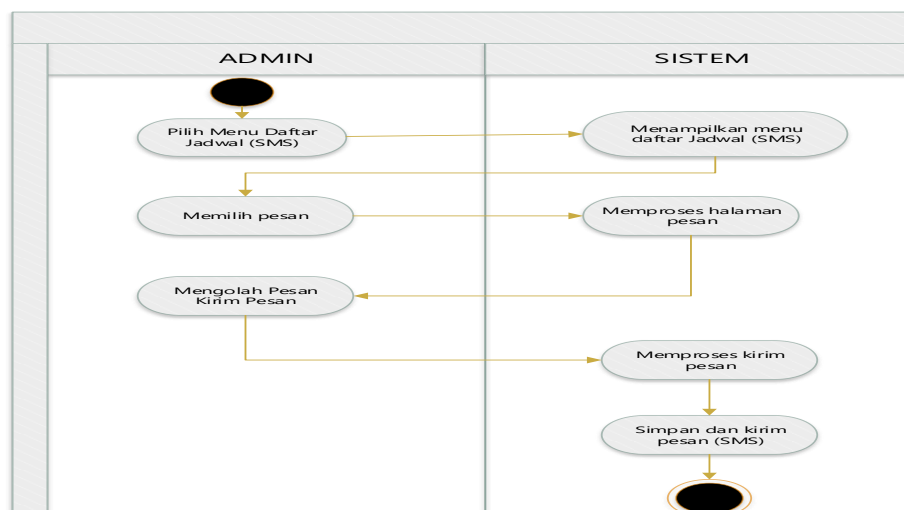 ADMIN
SISTEM
Pilih Menu Daftar
Jadwal (SMS)
Menampilkan menu
daftar Jadwal (SMS)
Memilih pesan
Memproses halaman
pesan
Mengolah Pesan
Kirim Pesan
Memproses kirim
pesan
Simpan dan kirim
pesan (SMS)